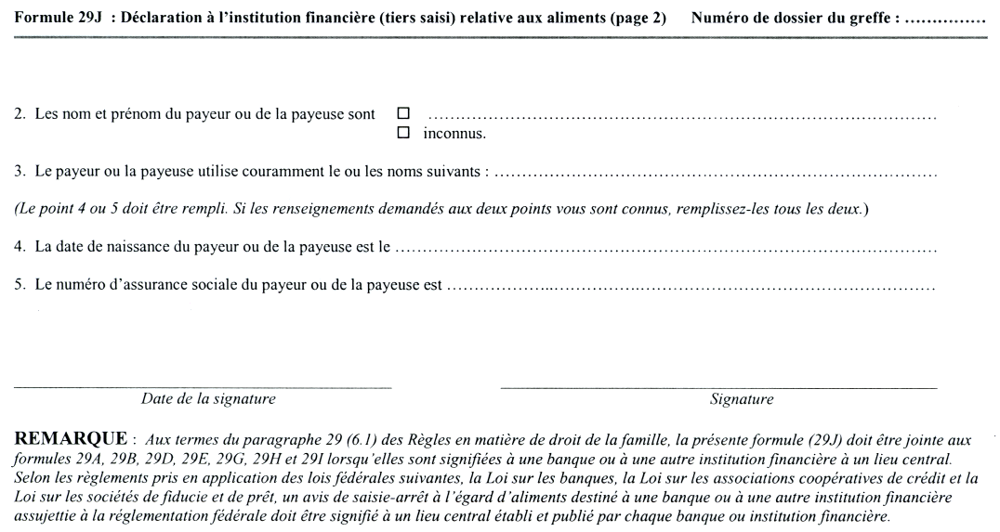 Formule 29J : Déclaration à l’institution financière (tiers saisi) relative aux aliments (page 2) Numéro de dossier du greffe : ……………
2. Les nom et prénom du payeur ou de la payeuse sont ☐ ……………………………………………………………………………
☐ inconnus.
3. Le payeur ou la payeuse utilise couramment le ou les noms suivants : ……………………………………………………………………
(Le point 4 ou 5 doit être rempli. Si les renseignements demandés aux deux points vous sont connus, remplissez-les tous les deux.)
4. La date de naissance du payeur ou de la payeuse est le ……………………………………………………………………………………
5. Le numéro d’assurance sociale du payeur ou de la payeuse est ……………………………………………………………………………
Date de la signature Signature
REMARQUE : Aux termes du paragraphe 29 (6.1) des Règles en matière de droit de la famille, la présente formule (29J) doit être jointe aux
formules 29A, 29B, 29D, 29E, 29G, 29H et 29I lorsqu’elles sont signifiées à une banque ou à une autre institution financière à un lieu central.
Selon les règlements pris en application des lois fédérales suivantes, la Loi sur les banques, la Loi sur les associations coopératives de crédit et la
Loi sur les sociétés de fiducie et de prêt, un avis de saisie-arrêt à l’égard d’aliments destiné à une banque ou à une autre institution financière
assujettie à la réglementation fédérale doit être signifié à un lieu central établi et publié par chaque banque ou institution financière.